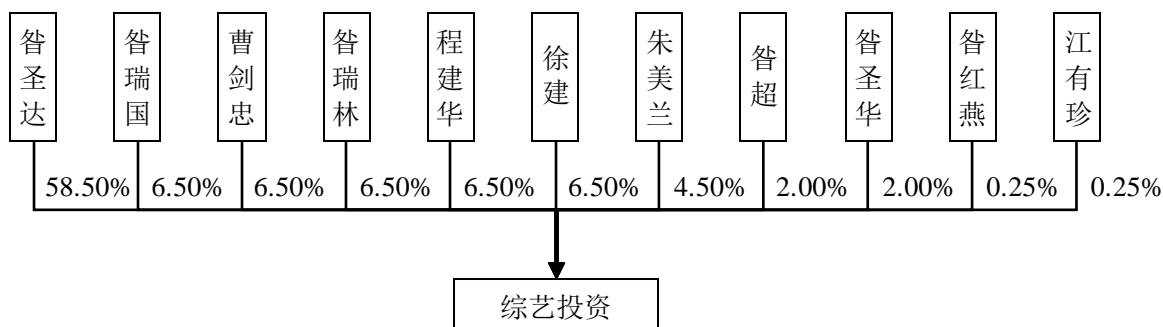 昝圣达
昝瑞国
曹剑忠
昝瑞林
程建华
徐建
朱美兰
昝超
昝圣华
昝红燕
江有珍
58.50% 6.50% 6.50% 6.50% 6.50% 6.50% 4.50% 2.00% 2.00% 0.25% 0.25%
综艺投资